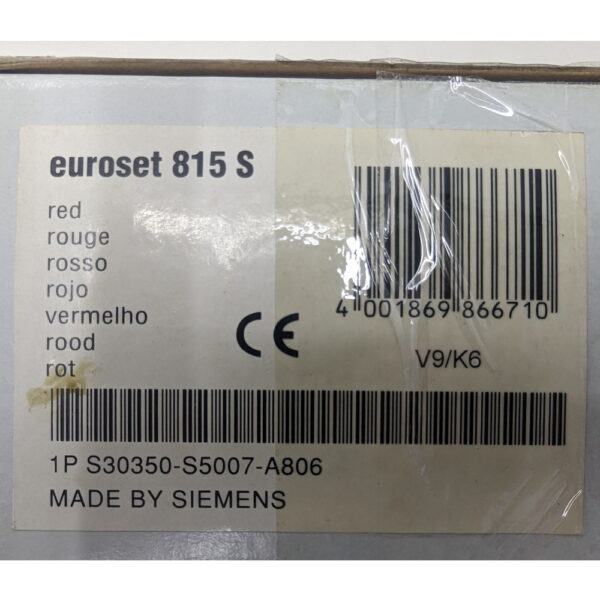 euroset 815 S
red
rouge
rosso
rojo
vermelho
rood
rot
CE
4 001869 866710
V9/K6
1P S30350-S5007-A806
MADE BY SIEMENS